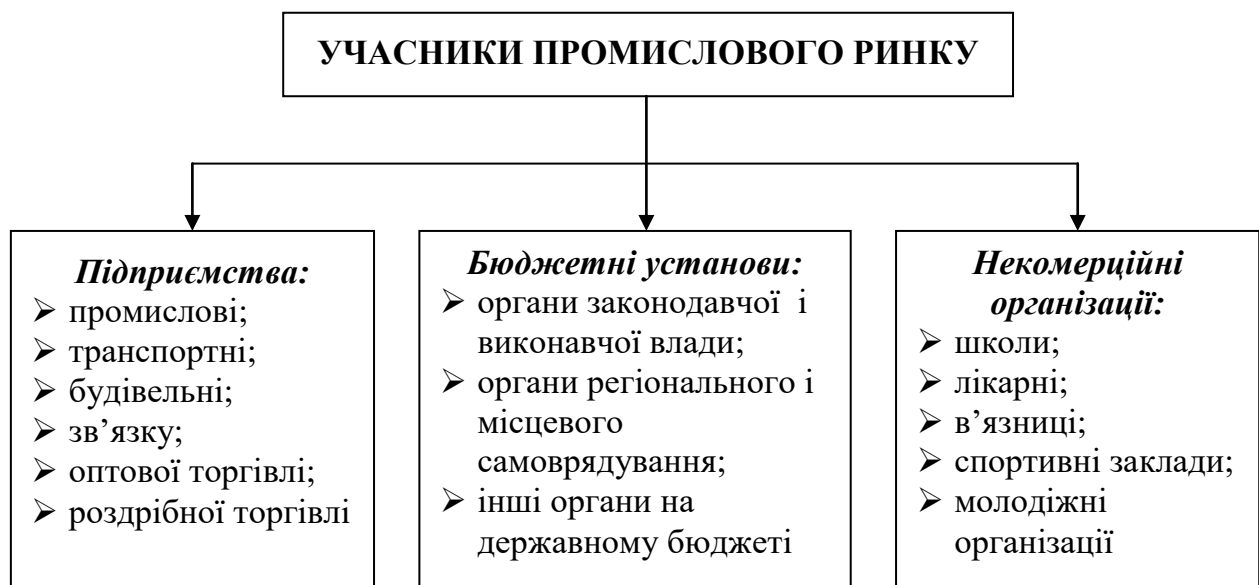 УЧАСНИКИ ПРОМИСЛОВОГО РИНКУ
Підприємства:
➢ промислові;
➢ транспортні;
➢ будівельні;
➢ зв’язку;
➢ оптової торгівлі;
➢ роздрібної торгівлі
Бюджетні установи:
➢ органи законодавчої і
виконавчої влади;
➢ органи регіонального і
місцевого
самоврядування;
➢ інші органи на
державному бюджеті
Некомерційні
організації:
➢ школи;
➢ лікарні;
➢ в’язниці;
➢ спортивні заклади;
➢ молодіжні
організації